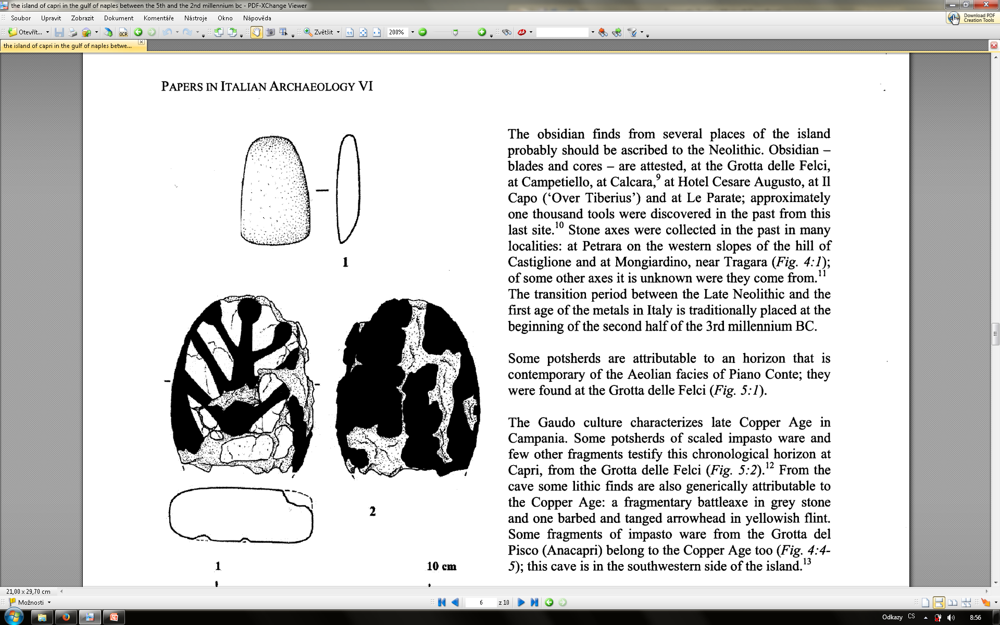 the island of capri in the gulf of naples between the 5th and the 2nd millennium bc - PDF-XChange Viewer
Soubor Upravit Zobrazit Dokument Komentáře Nástroje Okno Nápověda
Download PDF
Creation Tools
Otevřít... OCR Zvětšit 200% Ask
the island of capri in the gulf of naples betwe...
PAPERS IN ITALIAN ARCHAEOLOGY VI
1
2
1 10 cm
The obsidian finds from several places of the island
probably should be ascribed to the Neolithic. Obsidian –
blades and cores – are attested, at the Grotta delle Felci,
at Campetiello, at Calcara,9 at Hotel Cesare Augusto, at Il
Capo (‘Over Tiberius’) and at Le Parate; approximately
one thousand tools were discovered in the past from this
last site.10 Stone axes were collected in the past in many
localities: at Petrara on the western slopes of the hill of
Castiglione and at Mongiardino, near Tragara (Fig. 4:1);
of some other axes it is unknown were they come from.11
The transition period between the Late Neolithic and the
first age of the metals in Italy is traditionally placed at the
beginning of the second half of the 3rd millennium BC.
Some potsherds are attributable to an horizon that is
contemporary of the Aeolian facies of Piano Conte; they
were found at the Grotta delle Felci (Fig. 5:1).
The Gaudo culture characterizes late Copper Age in
Campania. Some potsherds of scaled impasto ware and
few other fragments testify this chronological horizon at
Capri, from the Grotta delle Felci (Fig. 5:2).12 From the
cave some lithic finds are also generically attributable to
the Copper Age: a fragmentary battleaxe in grey stone
and one barbed and tanged arrowhead in yellowish flint.
Some fragments of impasto ware from the Grotta del
Pisco (Anacapri) belong to the Copper Age too (Fig. 4:4-
5); this cave is in the southwestern side of the island.13
21,00 x 29,70 cm
Možnosti 6 z 10
Odkazy CS 8:56